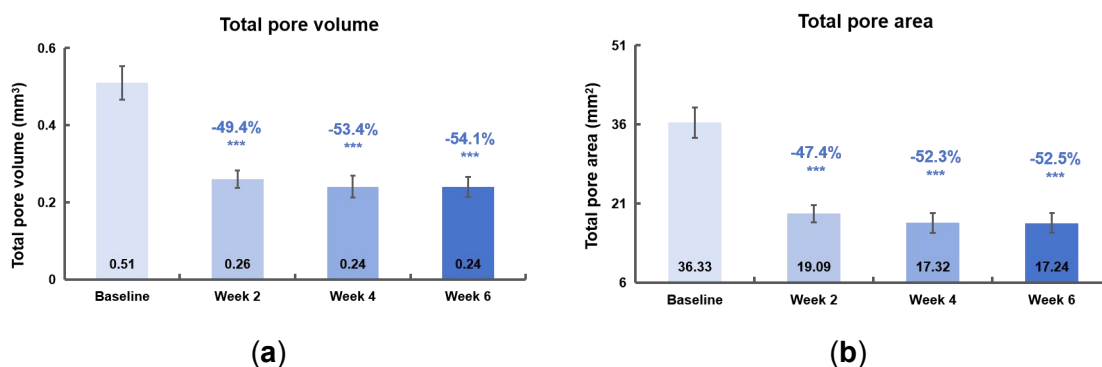 Total pore volume
Total pore volume (mm³)
0.6
0.4
0.2
0
-49.4%
***
-53.4%
***
-54.1%
***
0.51
0.26
0.24
0.24
Baseline
Week 2
Week 4
Week 6
(a)
Total pore area
Total pore area (mm²)
51
36
21
6
-47.4%
***
-52.3%
***
-52.5%
***
36.33
19.09
17.32
17.24
Baseline
Week 2
Week 4
Week 6
(b)